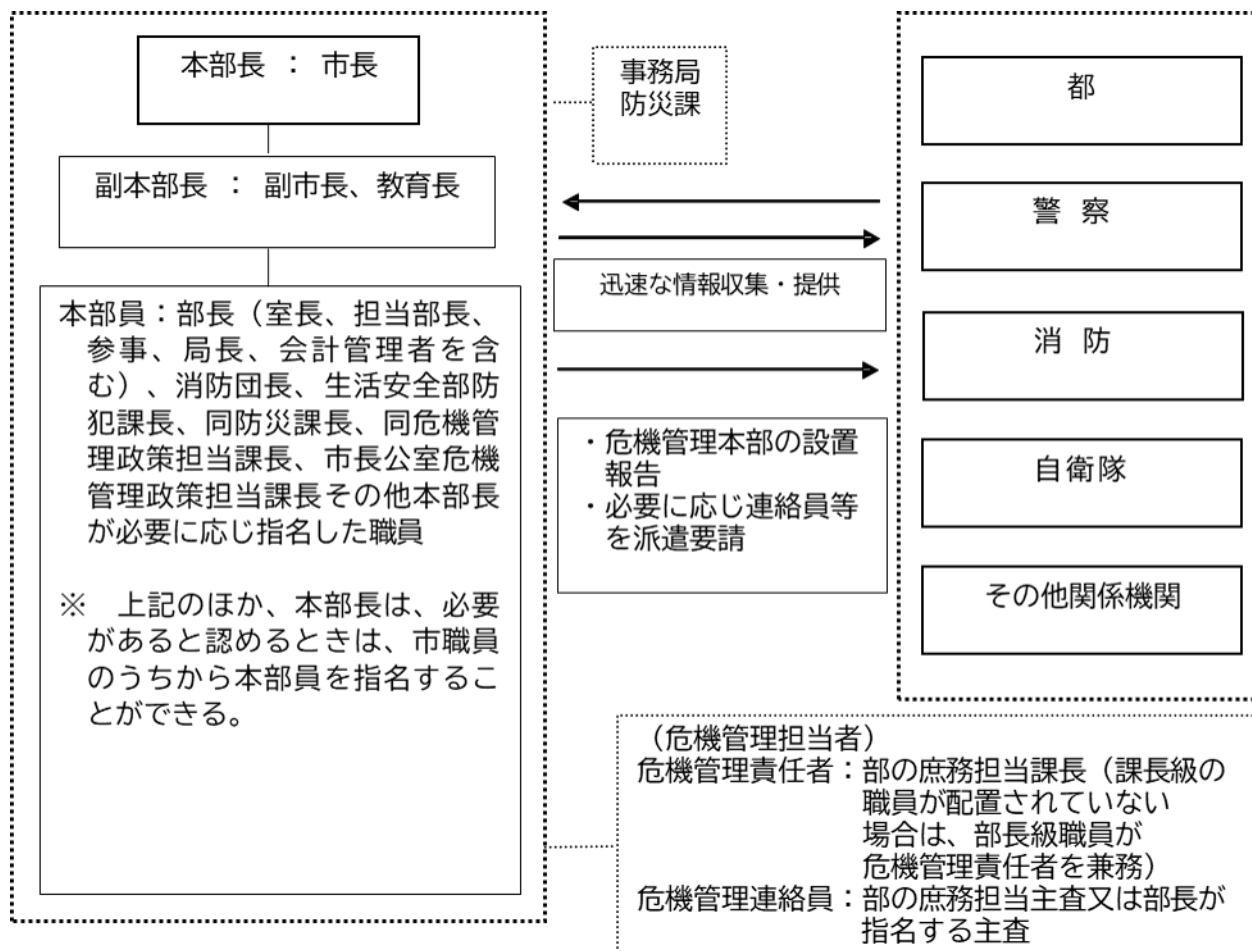 本部長 ： 市長
副本部長 ： 副市長、教育長
本部員：部長（室長、担当部長、
参事、局長、会計管理者を含
む）、消防団長、生活安全部防
犯課長、同防災課長、同危機管
理政策担当課長、市長公室危機
管理政策担当課長その他本部長
が必要に応じ指名した職員
※　上記のほか、本部長は、必要
があると認めるときは、市職員
のうちから本部員を指名するこ
とができる。
事務局
防災課
迅速な情報収集・提供
・危機管理本部の設置
報告
・必要に応じ連絡員等
を派遣要請
都
警 察
消 防
自衛隊
その他関係機関
（危機管理担当者）
危機管理責任者：部の庶務担当課長（課長級の
職員が配置されていない
場合は、部長級職員が
危機管理責任者を兼務）
危機管理連絡員：部の庶務担当主査又は部長が
指名する主査